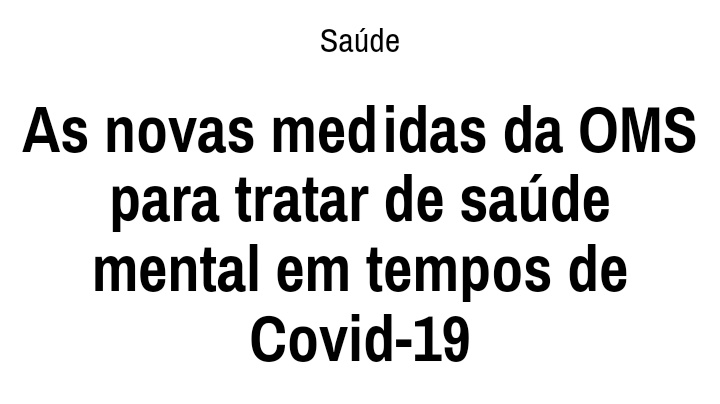 Saúde
As novas medidas da OMS
para tratar de saúde
mental em tempos de
Covid-19